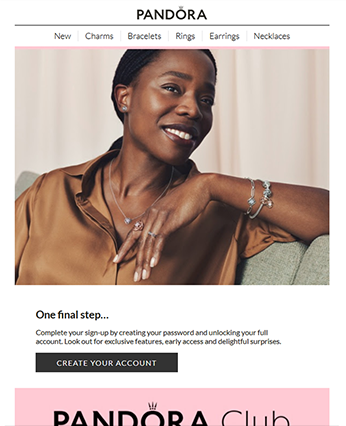 PANDORA
New Charms Bracelets Rings Earrings Necklaces
One final step...
Complete your sign-up by creating your password and unlocking your full
account. Look out for exclusive features, early access and delightful surprises.
CREATE YOUR ACCOUNT
PANDORA Club